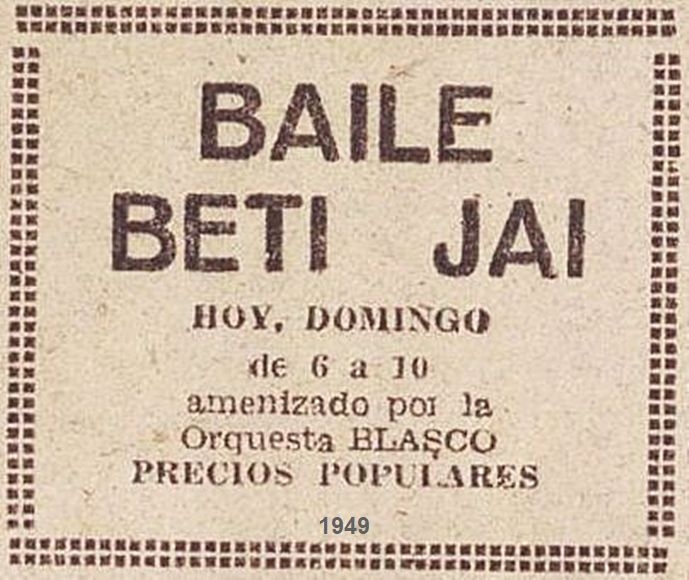 BAILE
BETI JAI
HOY, DOMINGO
de 6 a 10
amenizado por la
Orquesta BLASCO
PRECIOS POPULARES
1949